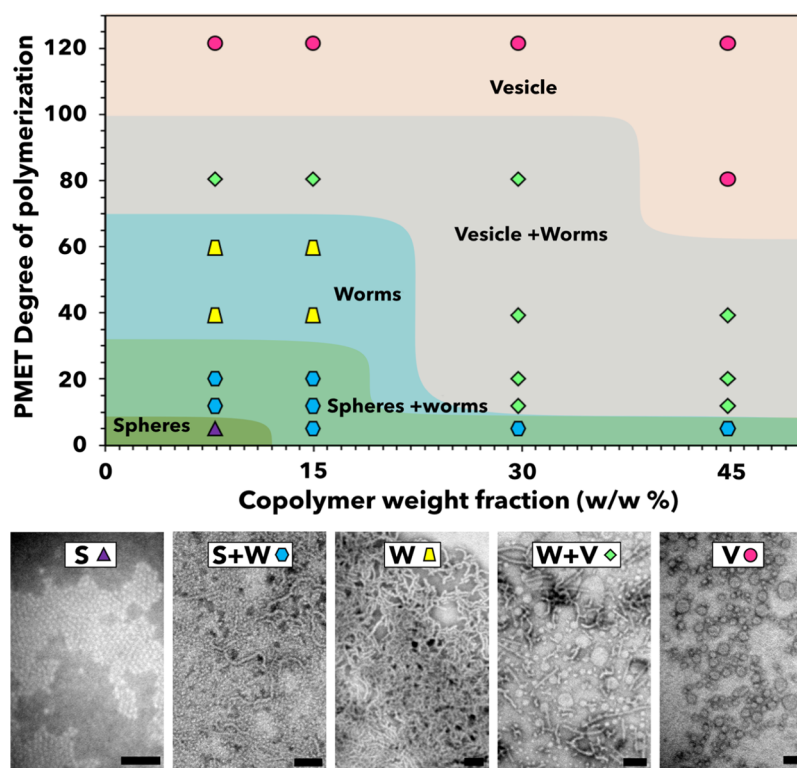 120
100
80
60
40
20
0
PMET Degree of polymerization
Vesicle
Vesicle +Worms
Worms
Spheres +worms
Spheres
0
15
30
45
Copolymer weight fraction (w/w %)
S
S+W
W
W+V
V